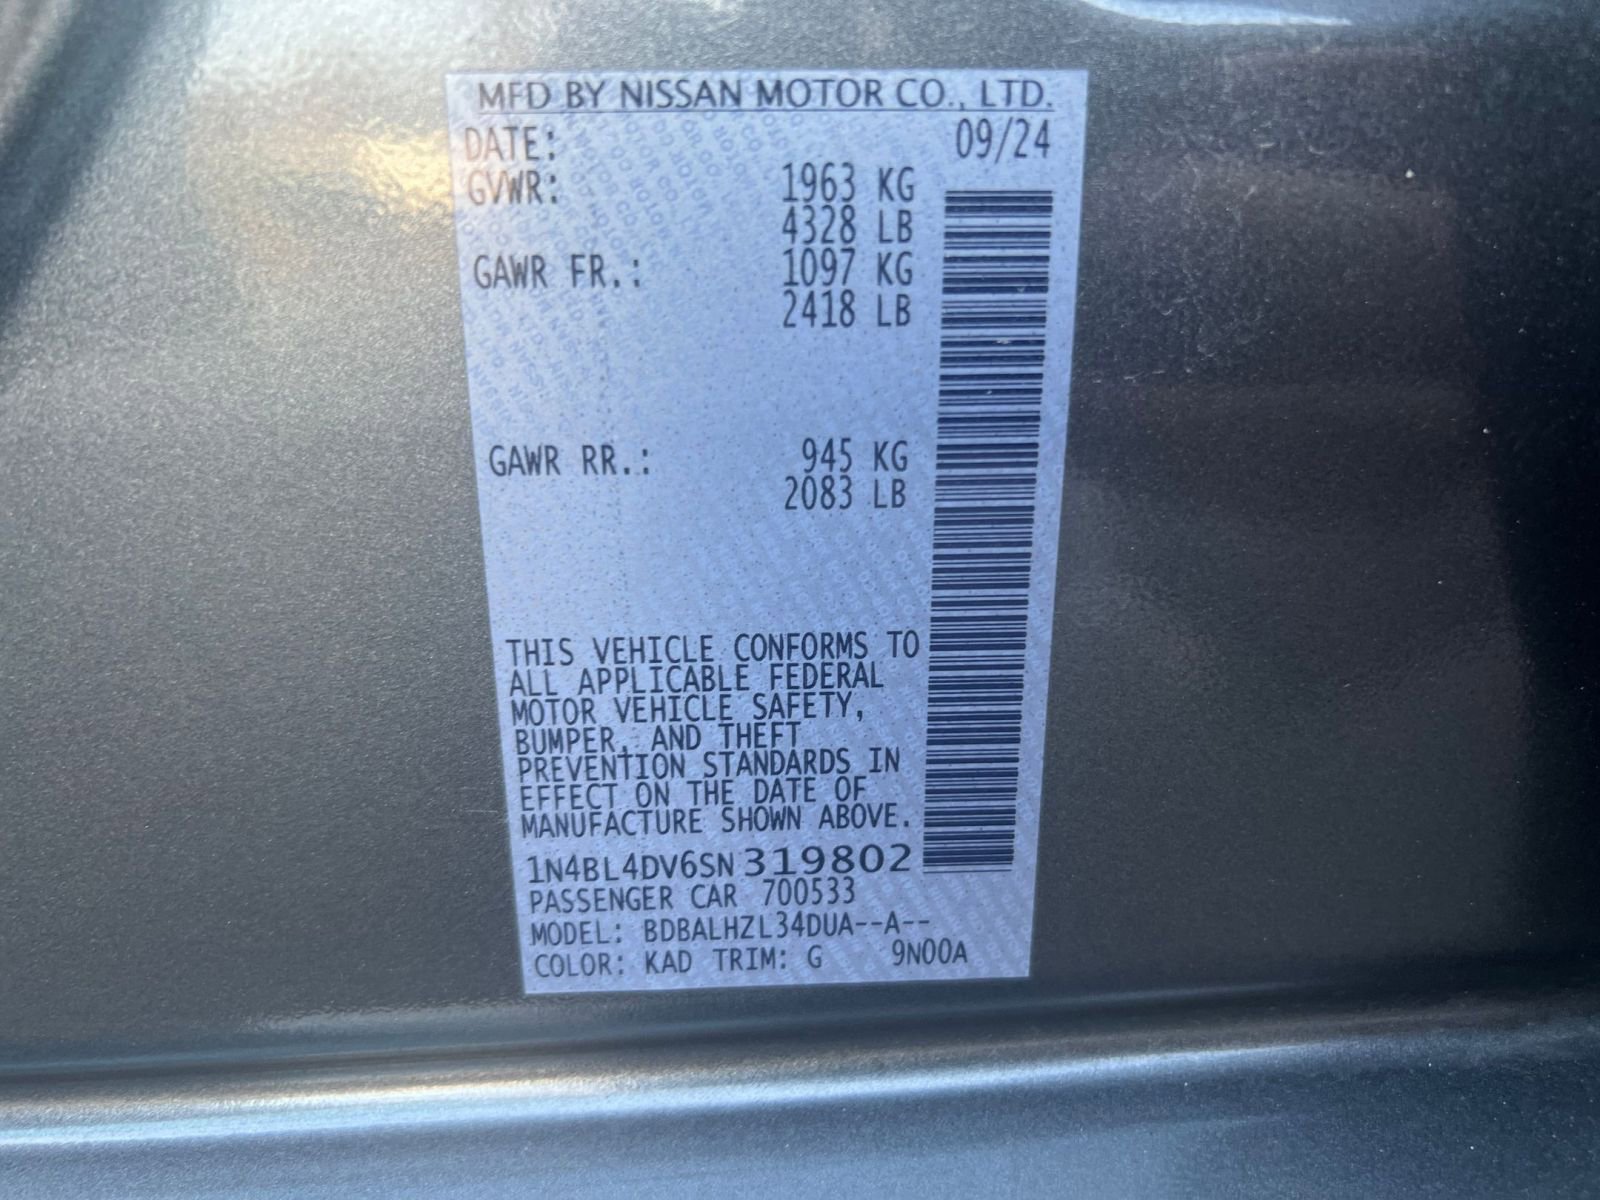 MFD BY NISSAN MOTOR CO., LTD.
DATE: 09/24
GVWR: 1963 KG
4328 LB
GAWR FR.: 1097 KG
2418 LB
GAWR RR.: 945 KG
2083 LB
THIS VEHICLE CONFORMS TO
ALL APPLICABLE FEDERAL
MOTOR VEHICLE SAFETY,
BUMPER, AND THEFT
PREVENTION STANDARDS IN
EFFECT ON THE DATE OF
MANUFACTURE SHOWN ABOVE.
1N4BL4DV6SN319802
PASSENGER CAR 700533
MODEL: BDBALHZL34DUA--A--
COLOR: KAD TRIM: G 9N00A